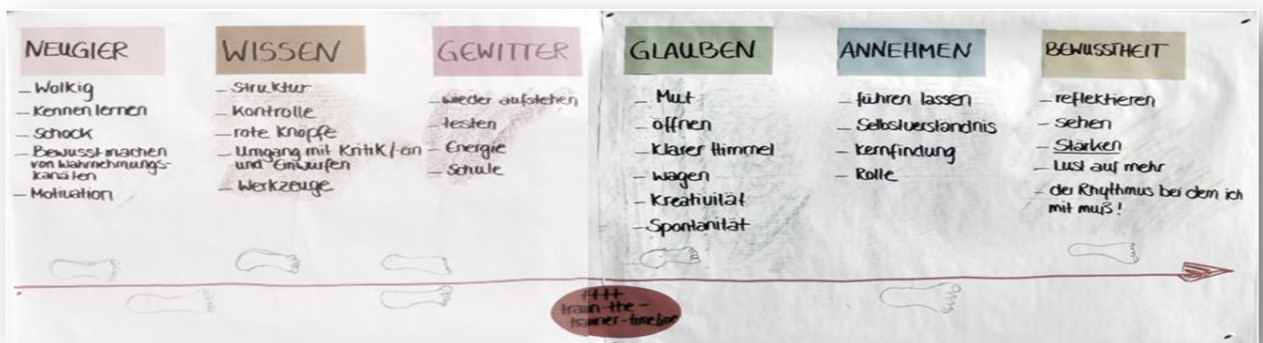 NEUGIER
– Wolkig
– Kennen lernen
– Schock
– Bewusst machen
von Wahrnehmungs-
kanälen
– Motivation
WISSEN
– Struktur
– Kontrolle
– rote Knöpfe
– Umgang mit Kritik/-an
und Einwürfen
– Werkzeuge
GEWITTER
– wieder aufstehen
testen
– Energie
– Schule
GLAUBEN
– Mut
– öffnen
– Klarer Himmel
– wagen
– Kreativität
– Spontanität
ANNEHMEN
– führen lassen
– Selbstverständnis
– Kernfindung
– Rolle
BEWUSSTHEIT
– reflektieren
– sehen
– Stärken
– Lust auf mehr
– der Rhythmus bei dem ich
mit muß!
train-the-
trainer-timeline